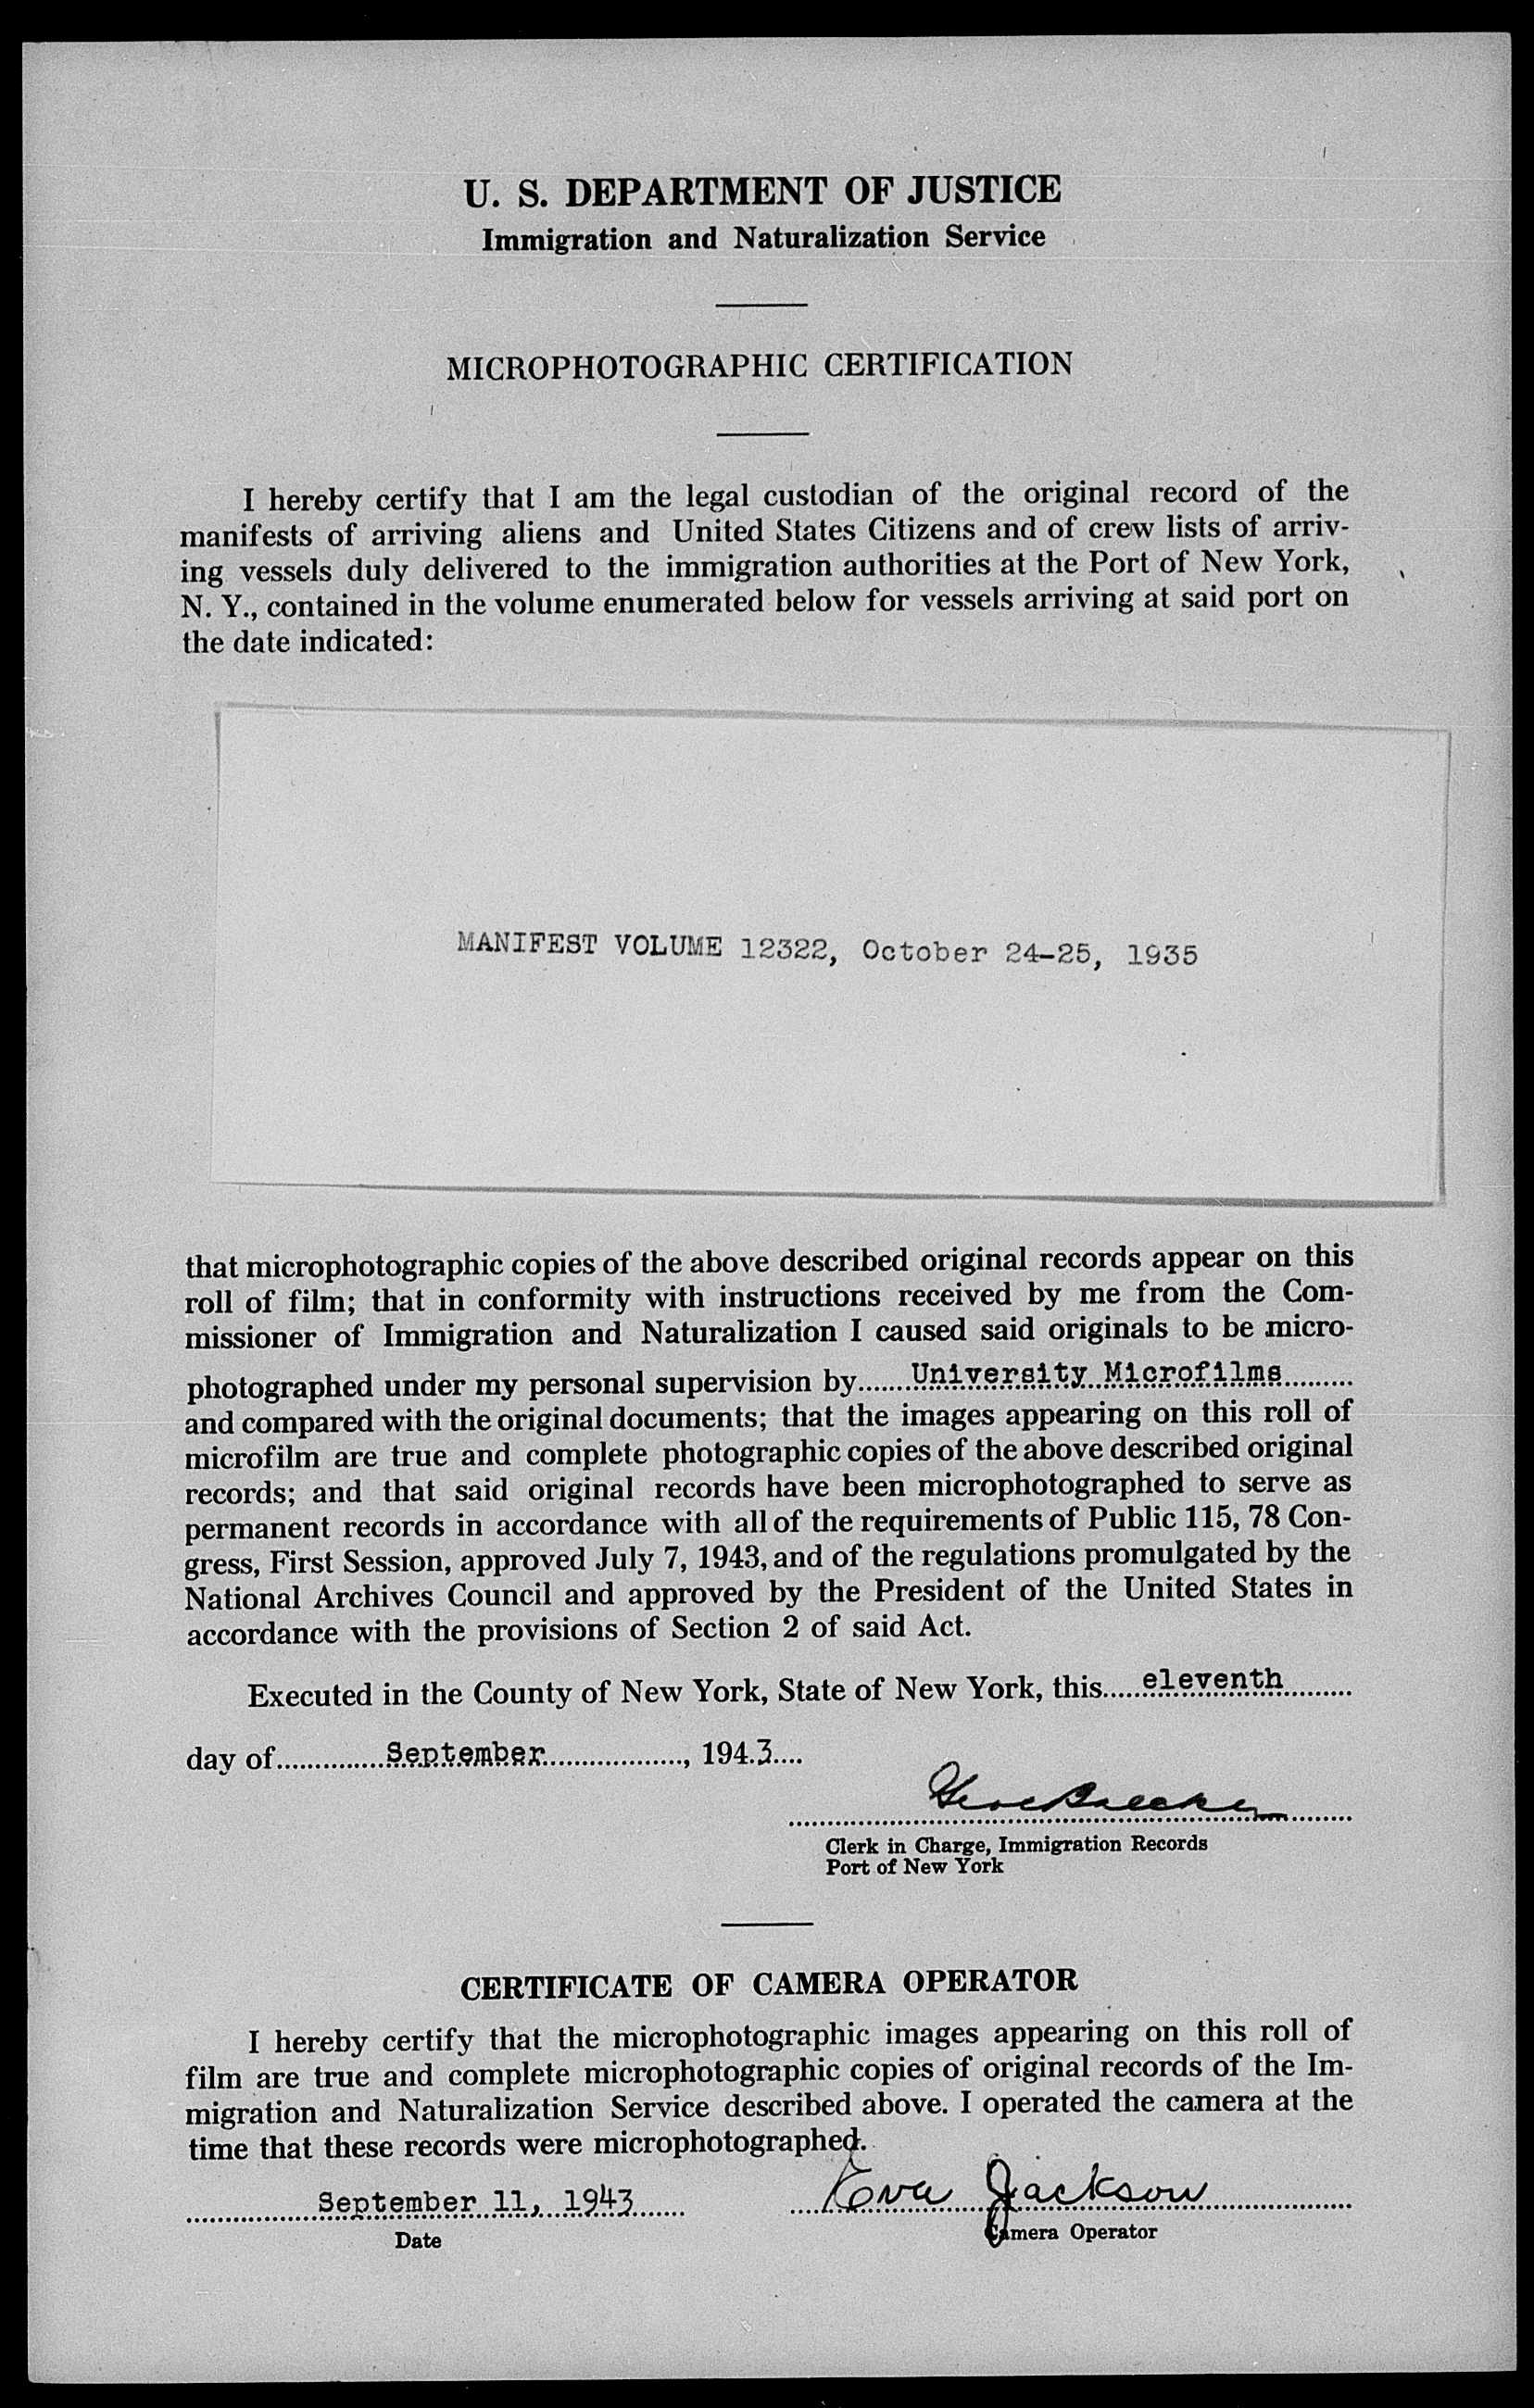 U. S. DEPARTMENT OF JUSTICE
Immigration and Naturalization Service
MICROPHOTOGRAPHIC CERTIFICATION
I hereby certify that I am the legal custodian of the original record of the
manifests of arriving aliens and United States Citizens and of crew lists of arriv-
ing vessels duly delivered to the immigration authorities at the Port of New York,
N. Y., contained in the volume enumerated below for vessels arriving at said port on
the date indicated:
MANIFEST VOLUME 12322, October 24-25, 1935
that microphotographic copies of the above described original records appear on this
roll of film; that in conformity with instructions received by me from the Com-
missioner of Immigration and Naturalization I caused said originals to be micro-
photographed under my personal supervision by.......University Microfilms.........
and compared with the original documents; that the images appearing on this roll of
microfilm are true and complete photographic copies of the above described original
records; and that said original records have been microphotographed to serve as
permanent records in accordance with all of the requirements of Public 115, 78 Con-
gress, First Session, approved July 7, 1943, and of the regulations promulgated by the
National Archives Council and approved by the President of the United States in
accordance with the provisions of Section 2 of said Act.
Executed in the County of New York, State of New York, this.....eleventh.........
day of..............September..................., 194.3....
Clerk in Charge, Immigration Records
Port of New York
CERTIFICATE OF CAMERA OPERATOR
I hereby certify that the microphotographic images appearing on this roll of
film are true and complete microphotographic copies of original records of the Im-
migration and Naturalization Service described above. I operated the camera at the
time that these records were microphotographed.
September 11, 1943 Eva Jackson
Date Camera Operator